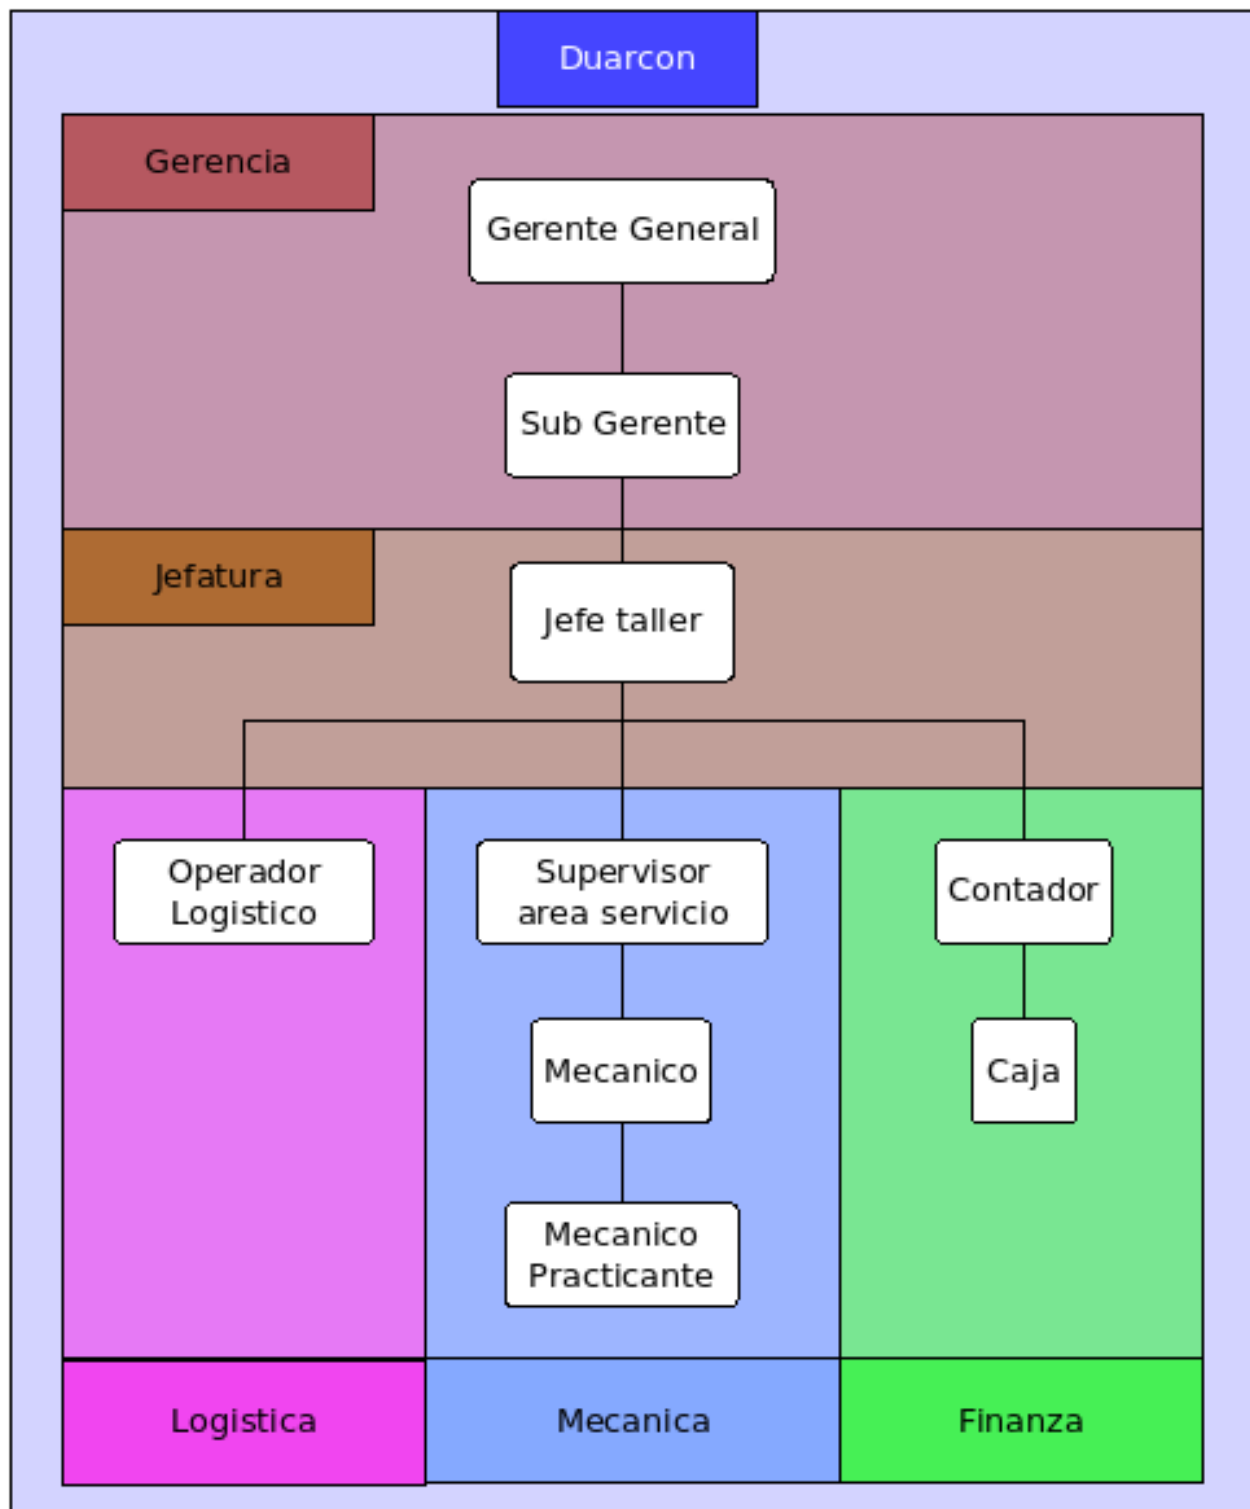 Duarcon
Gerencia
Gerente General
Sub Gerente
Jefatura
Jefe taller
Operador
Logistico
Supervisor
area servicio
Contador
Mecanico
Caja
Mecanico
Practicante
Logistica
Mecanica
Finanza